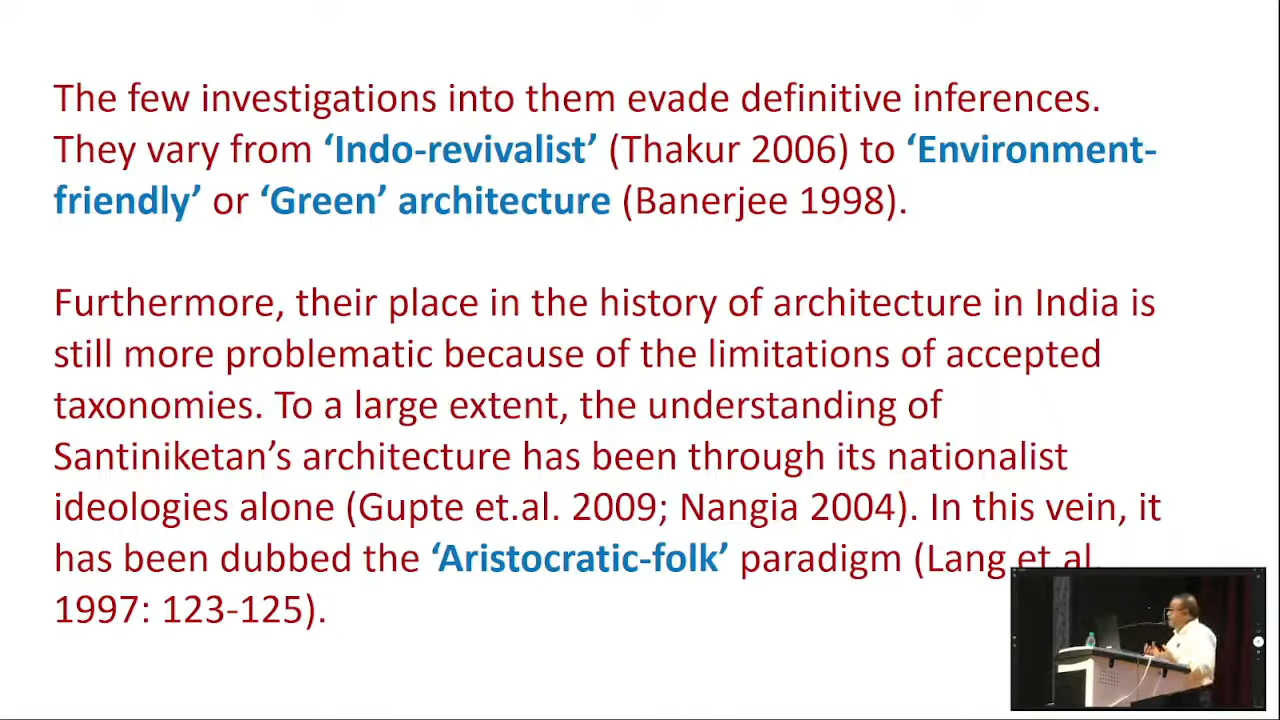 The few investigations into them evade definitive inferences.
They vary from ‘Indo-revivalist’ (Thakur 2006) to ‘Environment-
friendly’ or ‘Green’ architecture (Banerjee 1998).
Furthermore, their place in the history of architecture in India is
still more problematic because of the limitations of accepted
taxonomies. To a large extent, the understanding of
Santiniketan’s architecture has been through its nationalist
ideologies alone (Gupte et.al. 2009; Nangia 2004). In this vein, it
has been dubbed the ‘Aristocratic-folk’ paradigm (Lang et.al.
1997: 123-125).